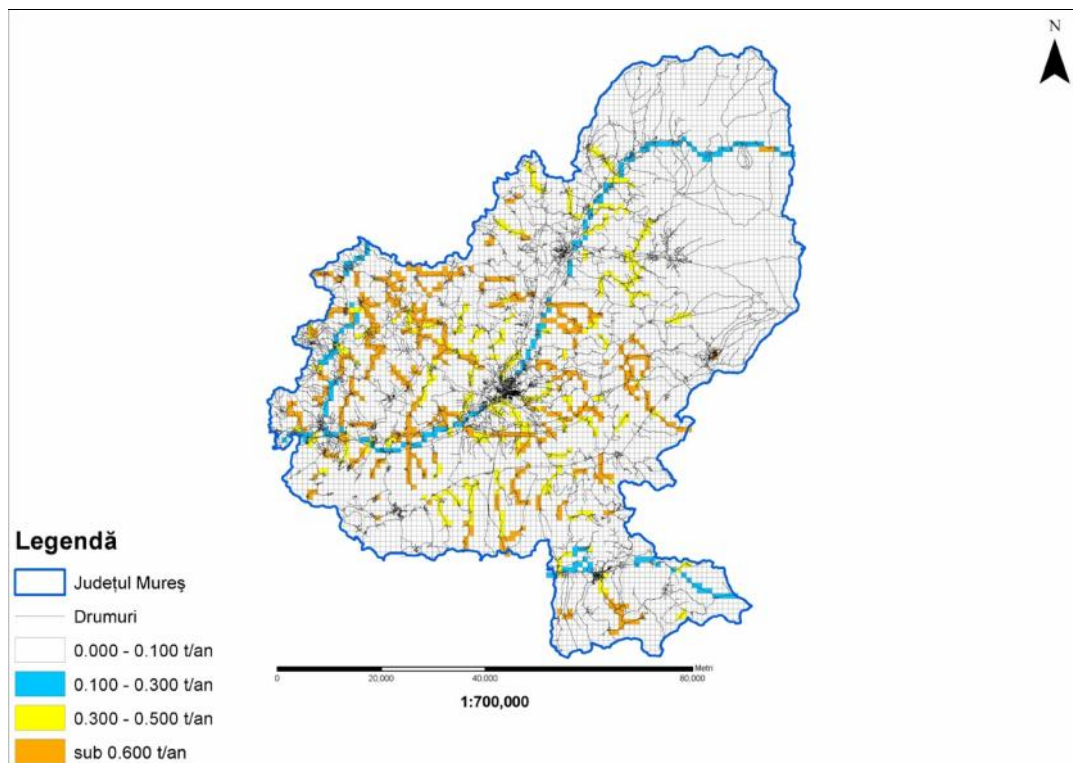 N
Legendă
Județul Mureș
Drumuri
0.000 - 0.100 t/an
0.100 - 0.300 t/an
0.300 - 0.500 t/an
sub 0.600 t/an
Metri
0 20,000 40,000 80,000
1:700,000